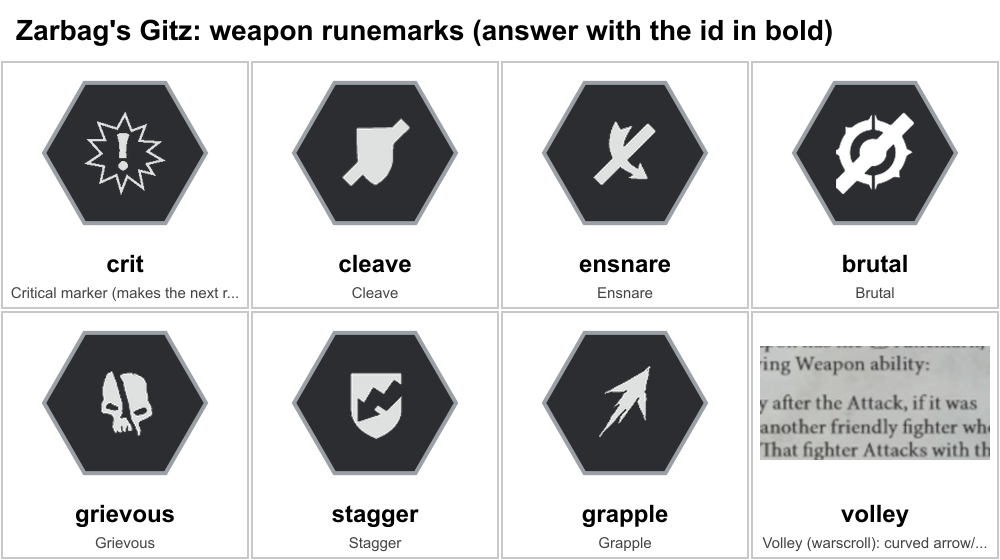 Zarbag's Gitz: weapon runemarks (answer with the id in bold)
crit
Critical marker (makes the next r...
cleave
Cleave
ensnare
Ensnare
brutal
Brutal
grievous
Grievous
stagger
Stagger
grapple
Grapple
ring Weapon ability:
y after the Attack, if it was
another friendly fighter who
That fighter Attacks with th
volley
Volley (warscroll): curved arrow/...